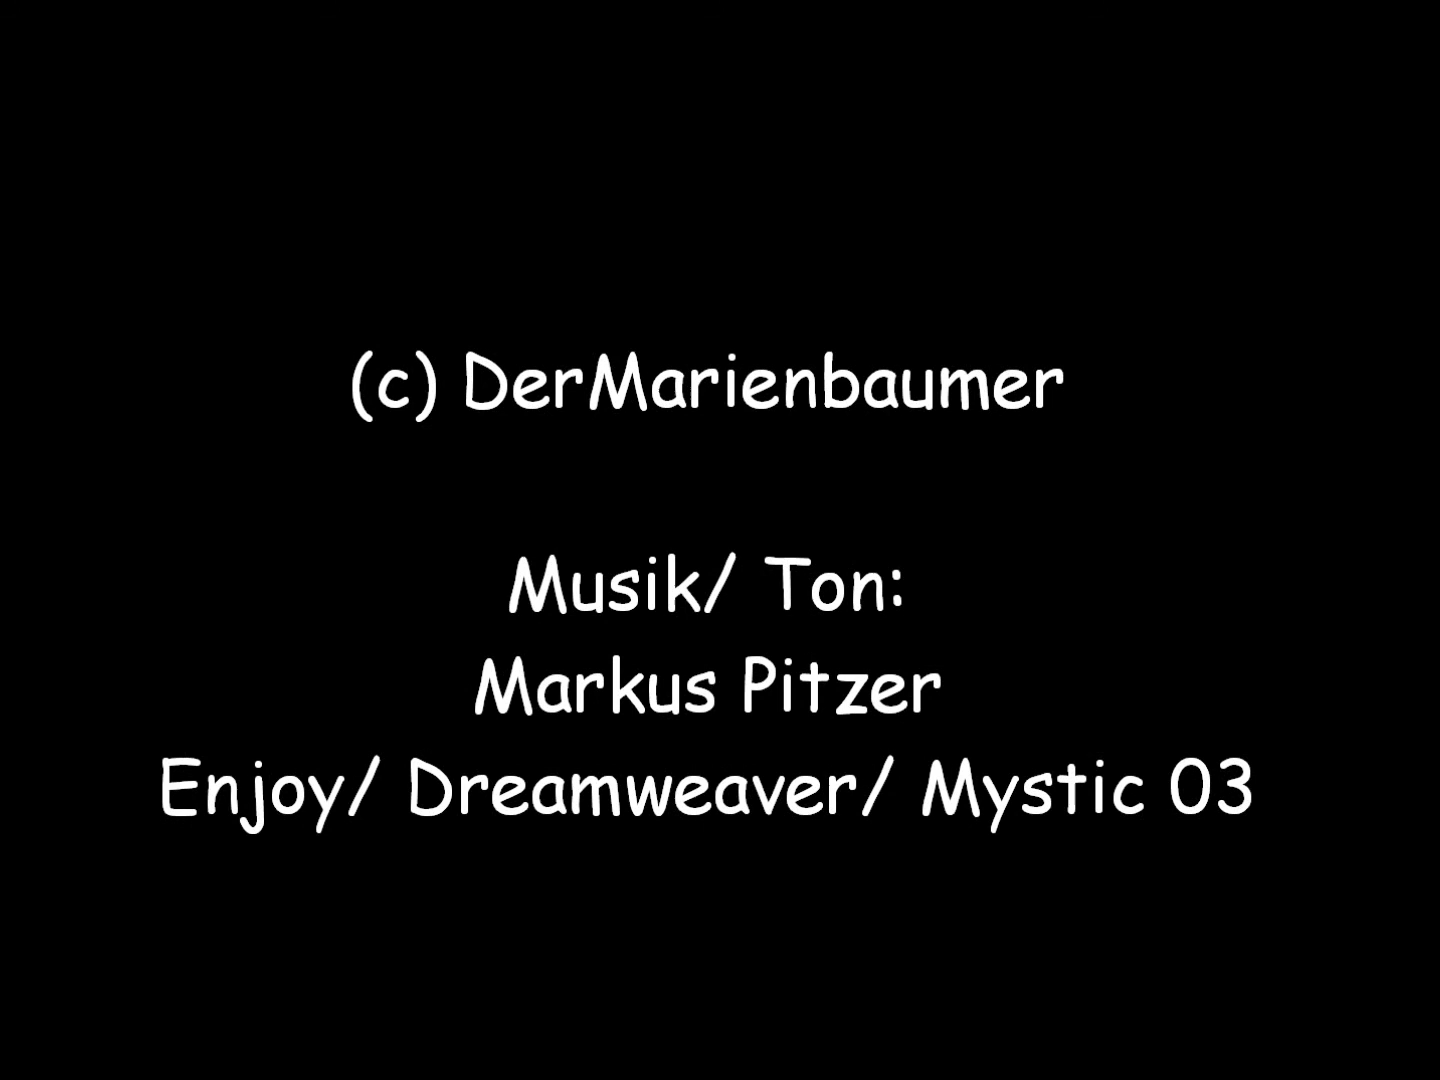 (c) DerMarienbaumer
Musik/ Ton:
Markus Pitzer
Enjoy/ Dreamweaver/ Mystic 03